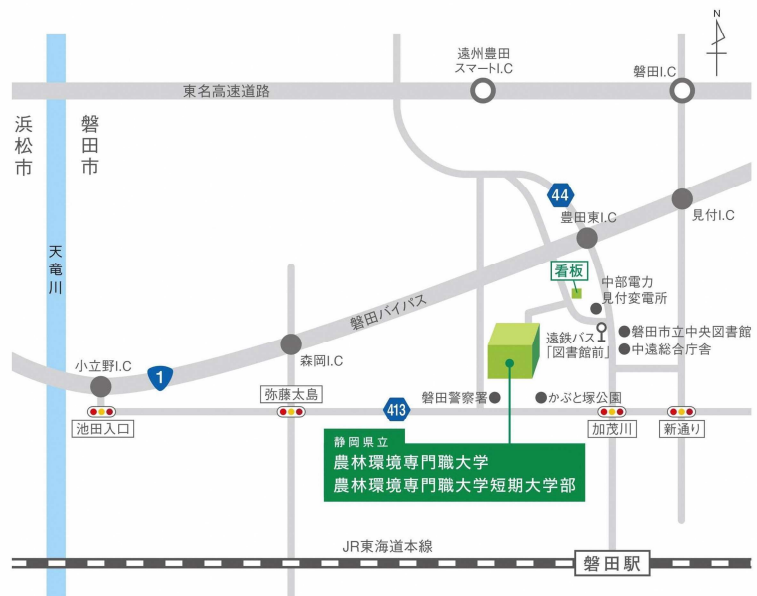 N
遠州豊田
スマートI.C
磐田I.C
東名高速道路
浜松市
磐田市
44
豊田東I.C
見付I.C
天竜川
看板
中部電力
見付変電所
磐田バイパス
遠鉄バス
「図書館前」
磐田市立中央図書館
中遠総合庁舎
森岡I.C
小立野I.C
1
弥藤太島
413
磐田警察署
かぶと塚公園
池田入口
加茂川
新通り
静岡県立
農林環境専門職大学
農林環境専門職大学短期大学部
JR東海道本線
磐田駅